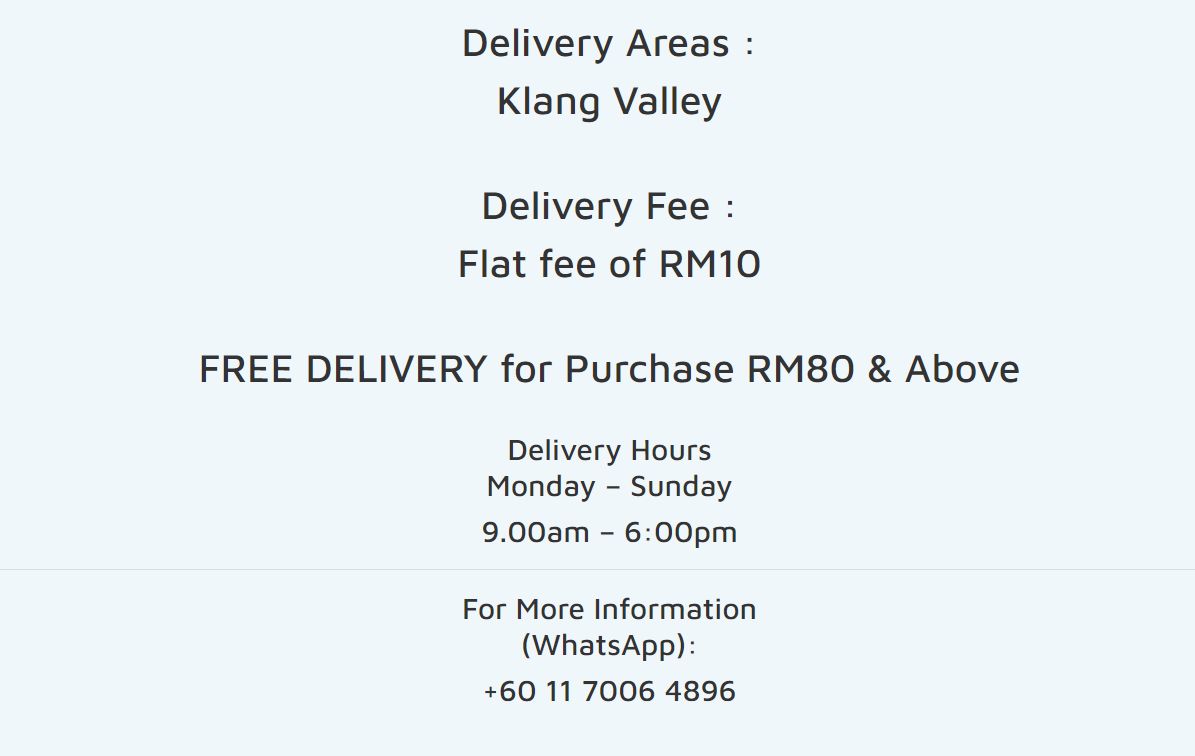 Delivery Areas :
Klang Valley
Delivery Fee :
Flat fee of RM10
FREE DELIVERY for Purchase RM80 & Above
Delivery Hours
Monday – Sunday
9.00am – 6:00pm
For More Information
(WhatsApp):
+60 11 7006 4896